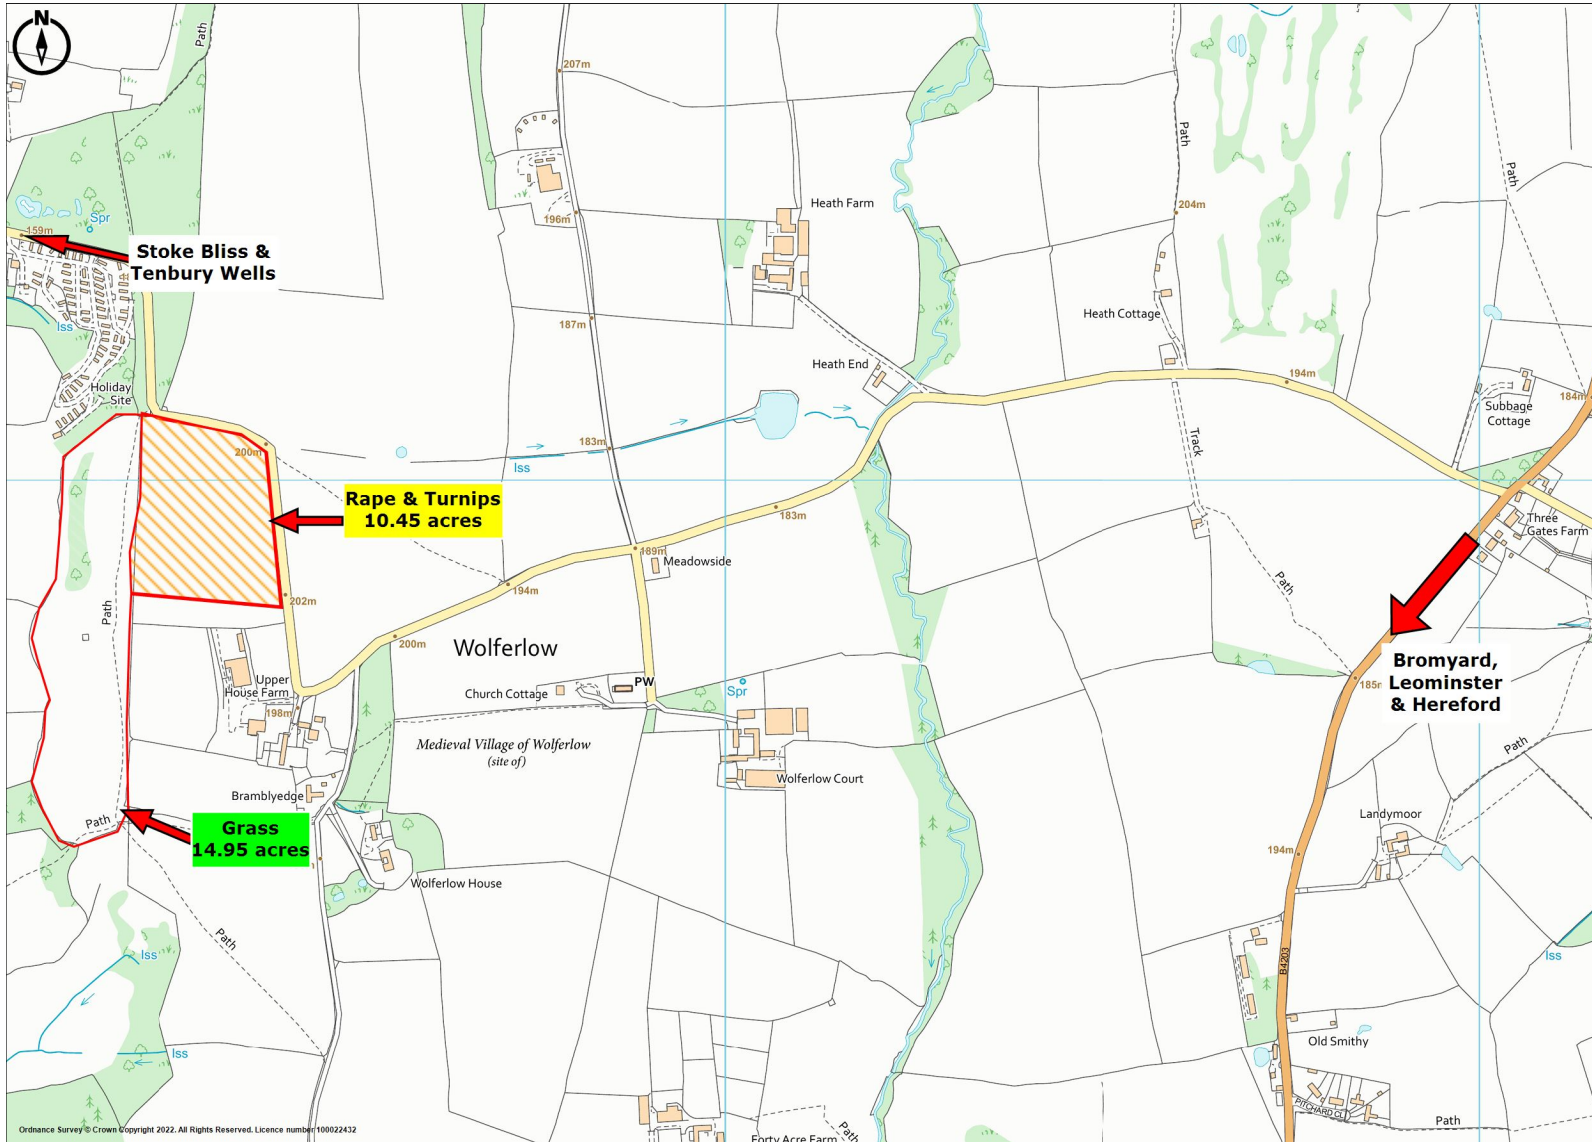 N
Path
207m
Path
Path
Spr
159m
Stoke Bliss &
Tenbury Wells
196m
Heath Farm
204m
Iss
187m
Heath Cottage
Holiday
Site
Heath End
194m
184m
Subbage
Cottage
200m
183m
Iss
Track
Rape & Turnips
10.45 acres
183m
Three
Gates Farm
189m
Meadowside
Path
202m
194m
Path
200m
Wolferlow
Bromyard,
Leominster
& Hereford
Upper
House Farm
Church Cottage
PW
Spr
185m
198m
Medieval Village of Wolferlow
(site of)
Path
Wolferlow Court
Bramblyedge
Path
Grass
14.95 acres
Landymoor
194m
Wolferlow House
Path
Iss
B4203
Iss
Iss
Old Smithy
PITCHARD CL
Path
Path
Forty Acre Farm
Ordnance Survey © Crown Copyright 2022. All Rights Reserved. Licence number 100022432